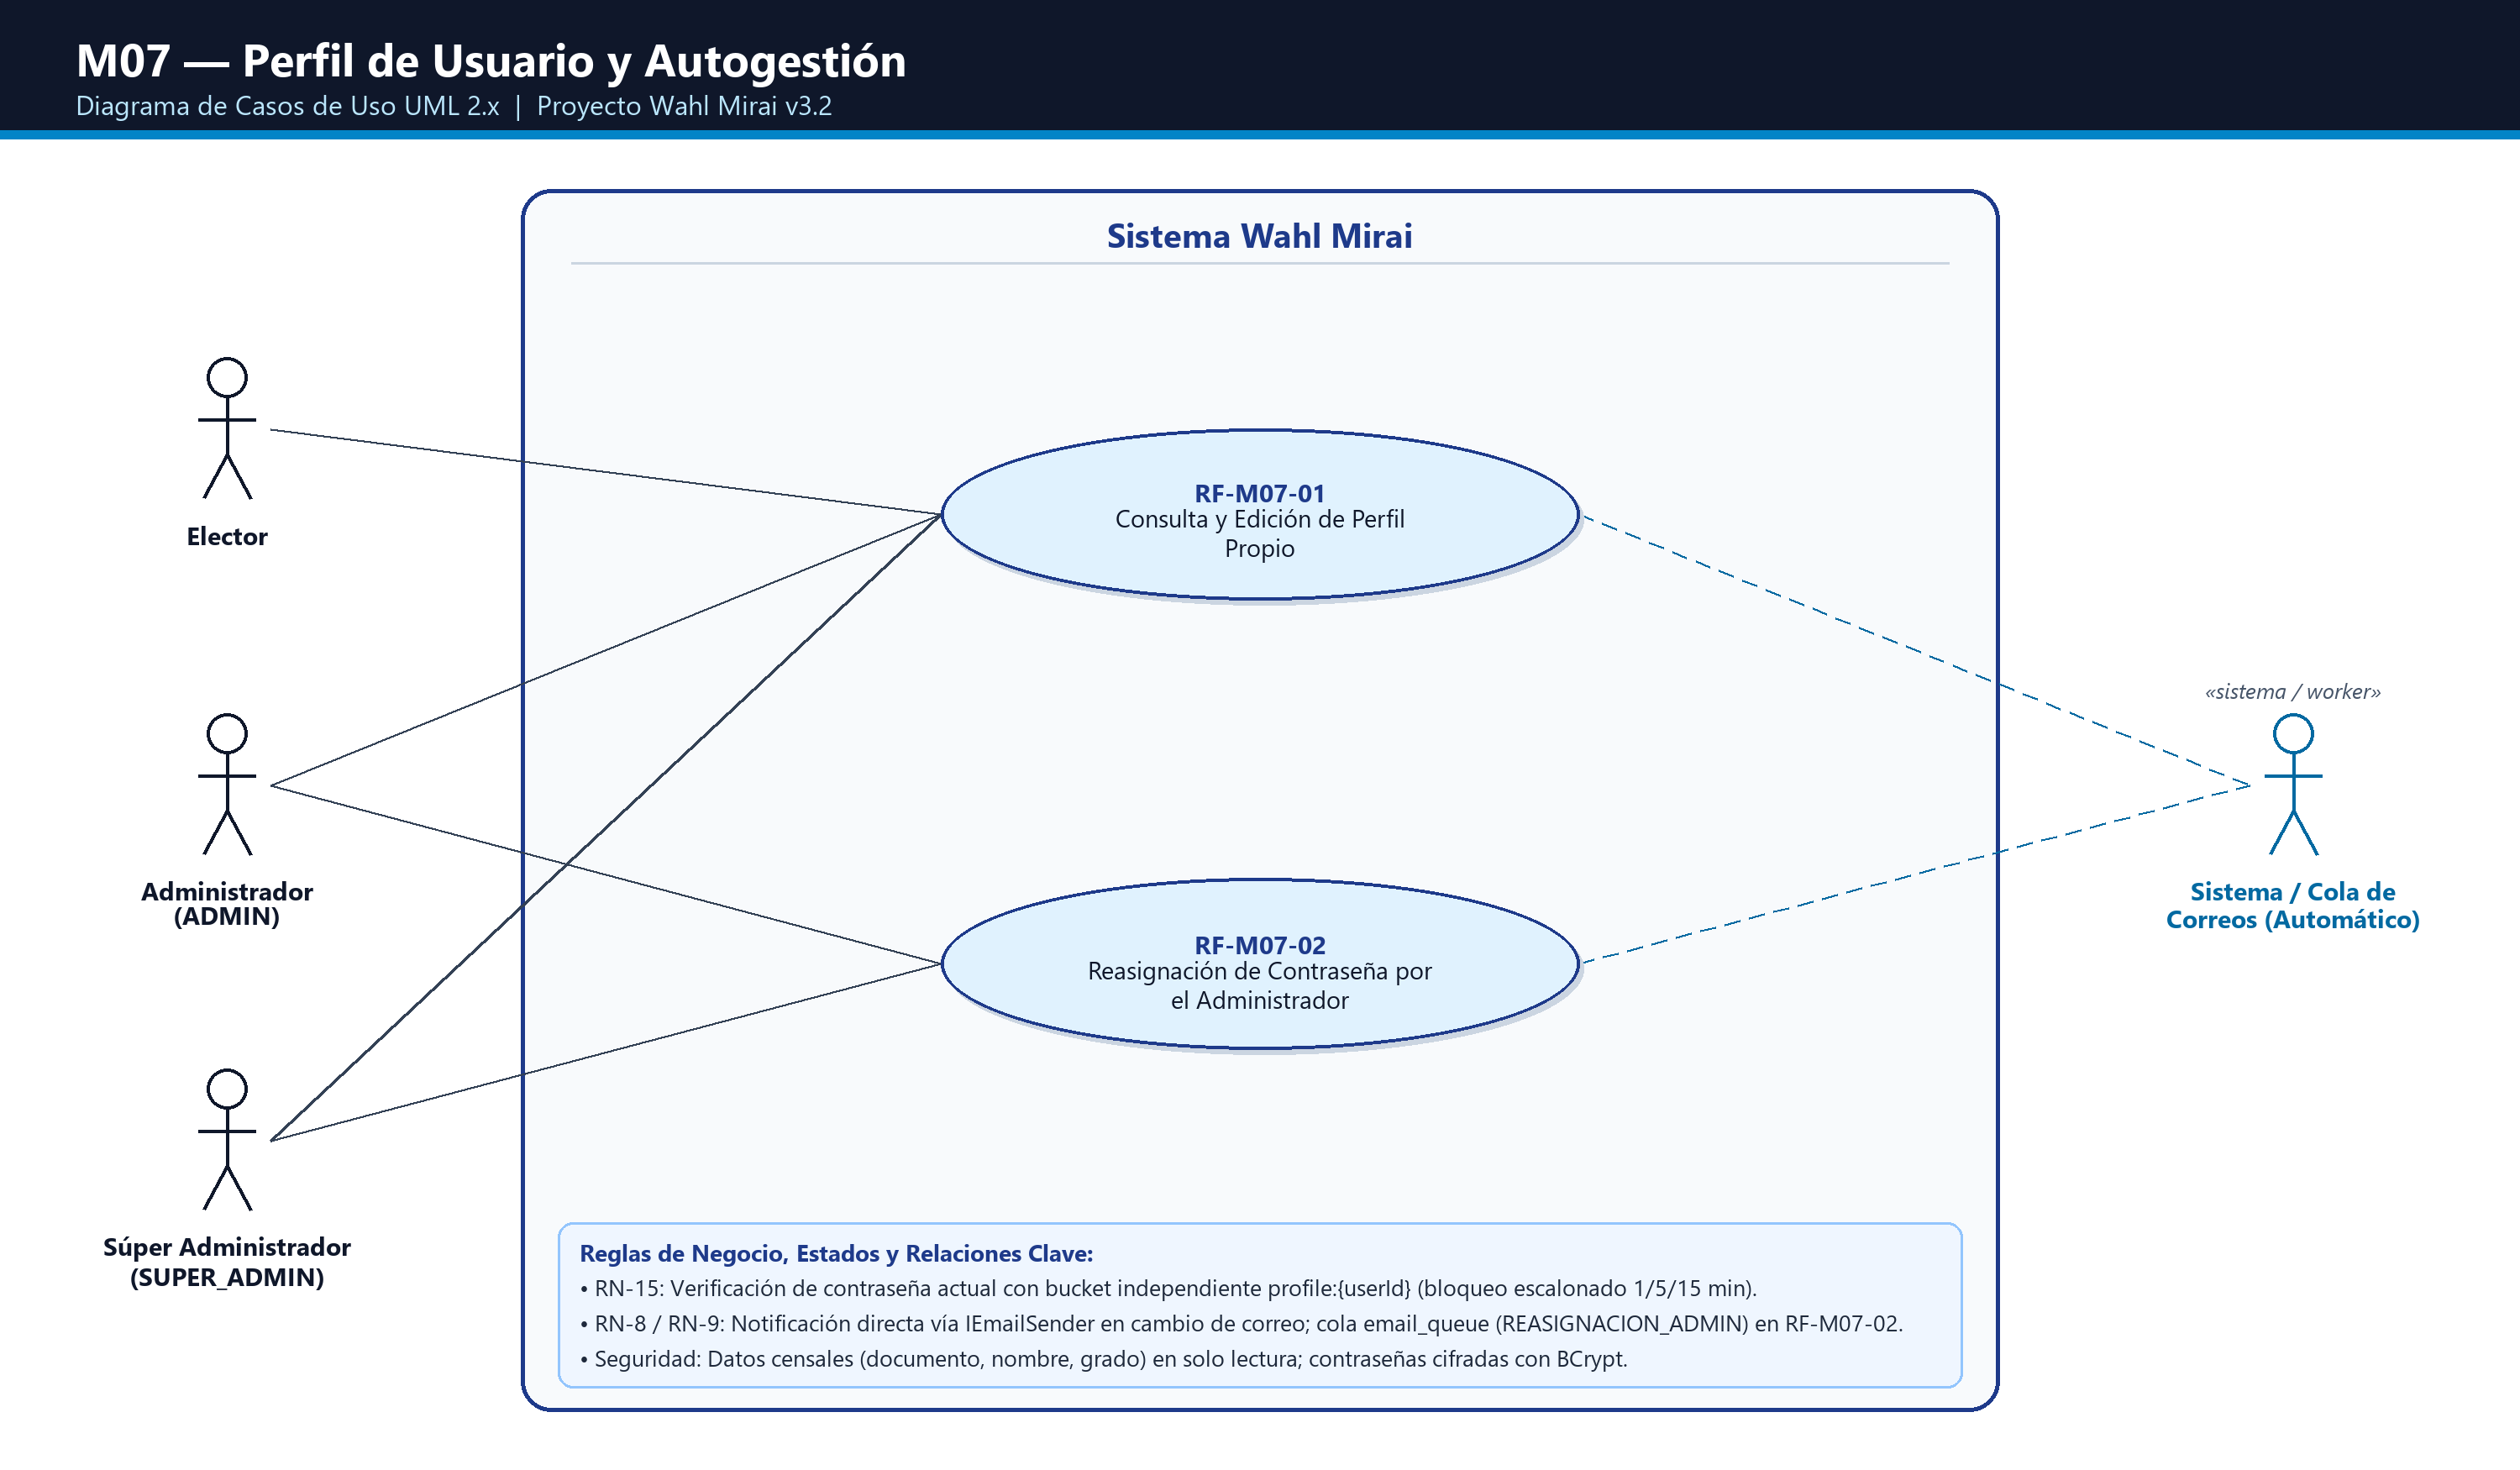 M07 — Perfil de Usuario y Autogestión
Diagrama de Casos de Uso UML 2.x | Proyecto Wahl Mirai v3.2
Sistema Wahl Mirai
Elector
RF-M07-01
Consulta y Edición de Perfil
Propio
«sistema / worker»
Administrador
(ADMIN)
Sistema / Cola de
Correos (Automático)
RF-M07-02
Reasignación de Contraseña por
el Administrador
Súper Administrador
(SUPER_ADMIN)
Reglas de Negocio, Estados y Relaciones Clave:
• RN-15: Verificación de contraseña actual con bucket independiente profile:{userId} (bloqueo escalonado 1/5/15 min).
• RN-8 / RN-9: Notificación directa vía IEmailSender en cambio de correo; cola email_queue (REASIGNACION_ADMIN) en RF-M07-02.
• Seguridad: Datos censales (documento, nombre, grado) en solo lectura; contraseñas cifradas con BCrypt.